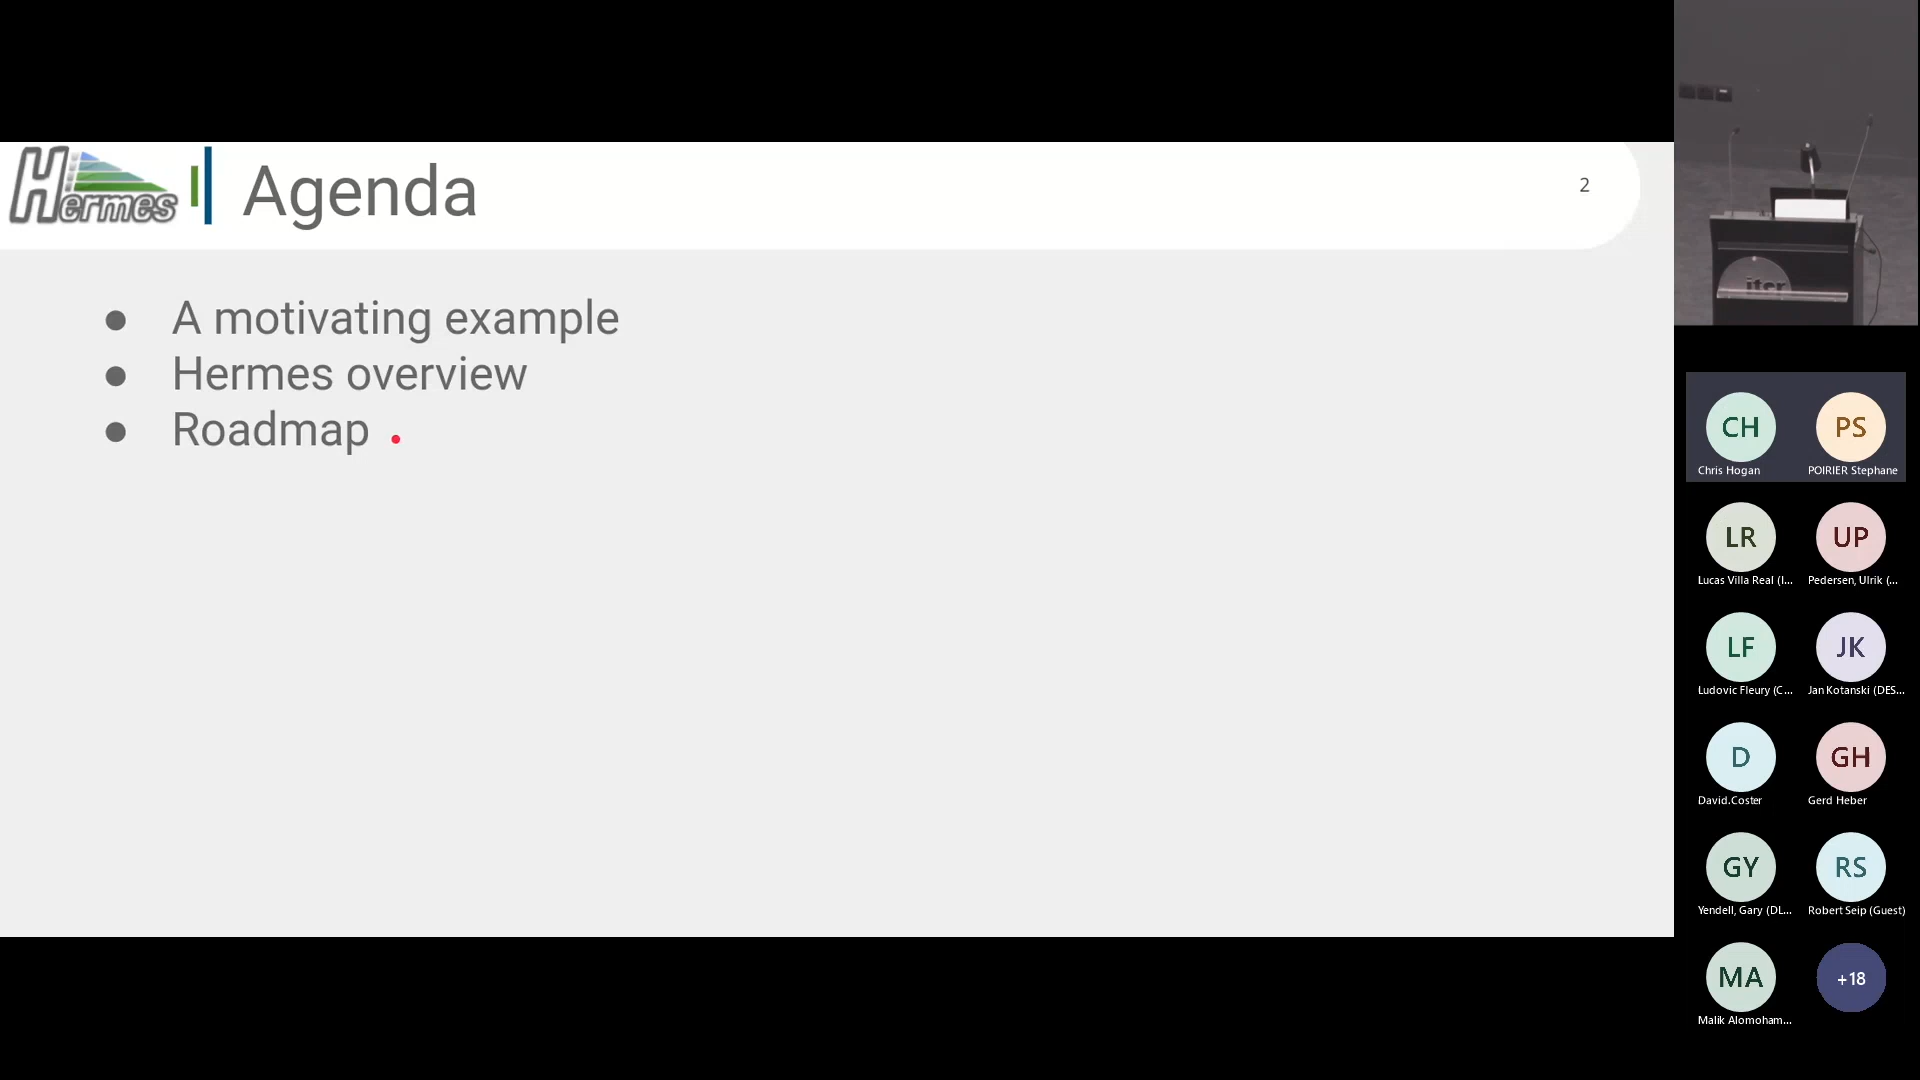 Hermes
Agenda
2
● A motivating example
● Hermes overview
● Roadmap
iter
CH
PS
Chris Hogan
POIRIER Stephane
LR
UP
Lucas Villa Real (I...
Pedersen, Ulrik (...
LF
JK
Ludovic Fleury (C...
Jan Kotanski (DES...
D
GH
David.Coster
Gerd Heber
GY
RS
Yendell, Gary (DL...
Robert Seip (Guest)
MA
+18
Malik Alomoham...